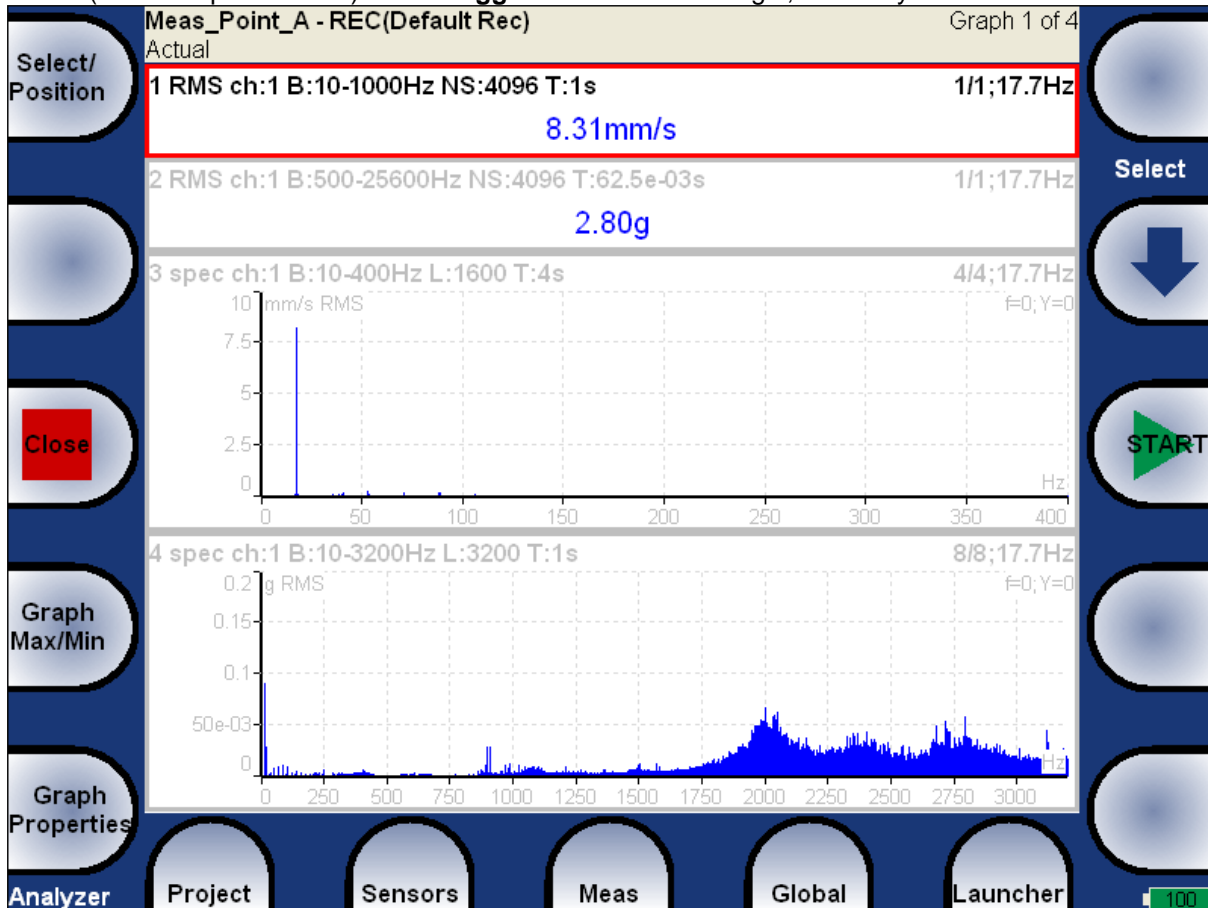 Meas_Point_A - REC(Default Rec) Graph 1 of 4
Actual
Select/
Position
1 RMS ch:1 B:10-1000Hz NS:4096 T:1s 1/1;17.7Hz
8.31mm/s
Select
2 RMS ch:1 B:500-25600Hz NS:4096 T:62.5e-03s 1/1;17.7Hz
2.80g
3 spec ch:1 B:10-400Hz L:1600 T:4s 4/4;17.7Hz
10 mm/s RMS f=0;Y=0
7.5
5
2.5
0 Hz
0 50 100 150 200 250 300 350 400
Close
START
4 spec ch:1 B:10-3200Hz L:3200 T:1s 8/8;17.7Hz
0.2 g RMS f=0;Y=0
0.15
0.1
50e-03
0 Hz
0 250 500 750 1000 1250 1500 1750 2000 2250 2500 2750 3000
Graph
Max/Min
Graph
Properties
Analyzer Project Sensors Meas Global Launcher 100